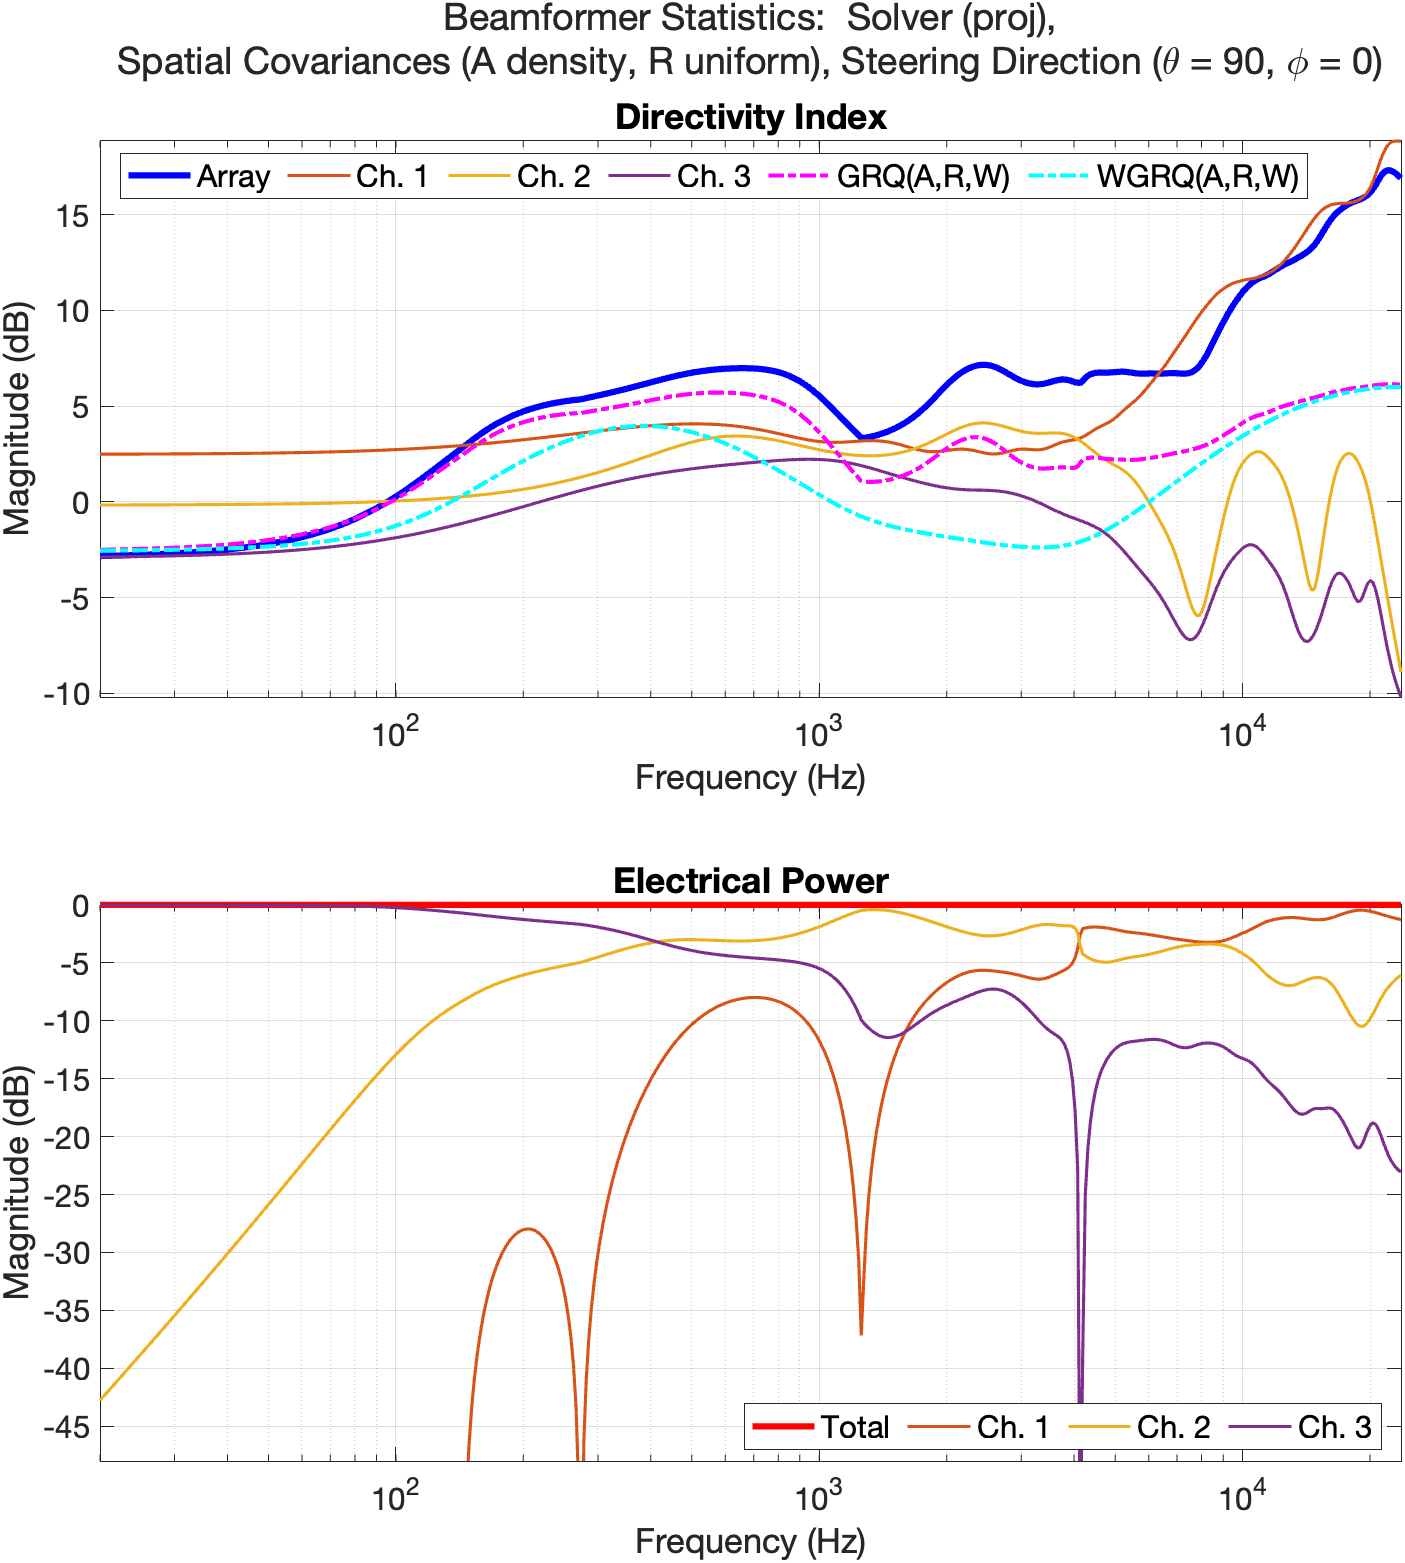 Beamformer Statistics:  Solver (proj),
Spatial Covariances (A density, R uniform), Steering Direction (θ = 90, ϕ = 0)
Directivity Index
Array Ch. 1 Ch. 2 Ch. 3 GRQ(A,R,W) WGRQ(A,R,W)
Magnitude (dB)
15
10
5
0
-5
-10
10² 10³ 10⁴
Frequency (Hz)
Electrical Power
Magnitude (dB)
0
-5
-10
-15
-20
-25
-30
-35
-40
-45
Total Ch. 1 Ch. 2 Ch. 3
10² 10³ 10⁴
Frequency (Hz)